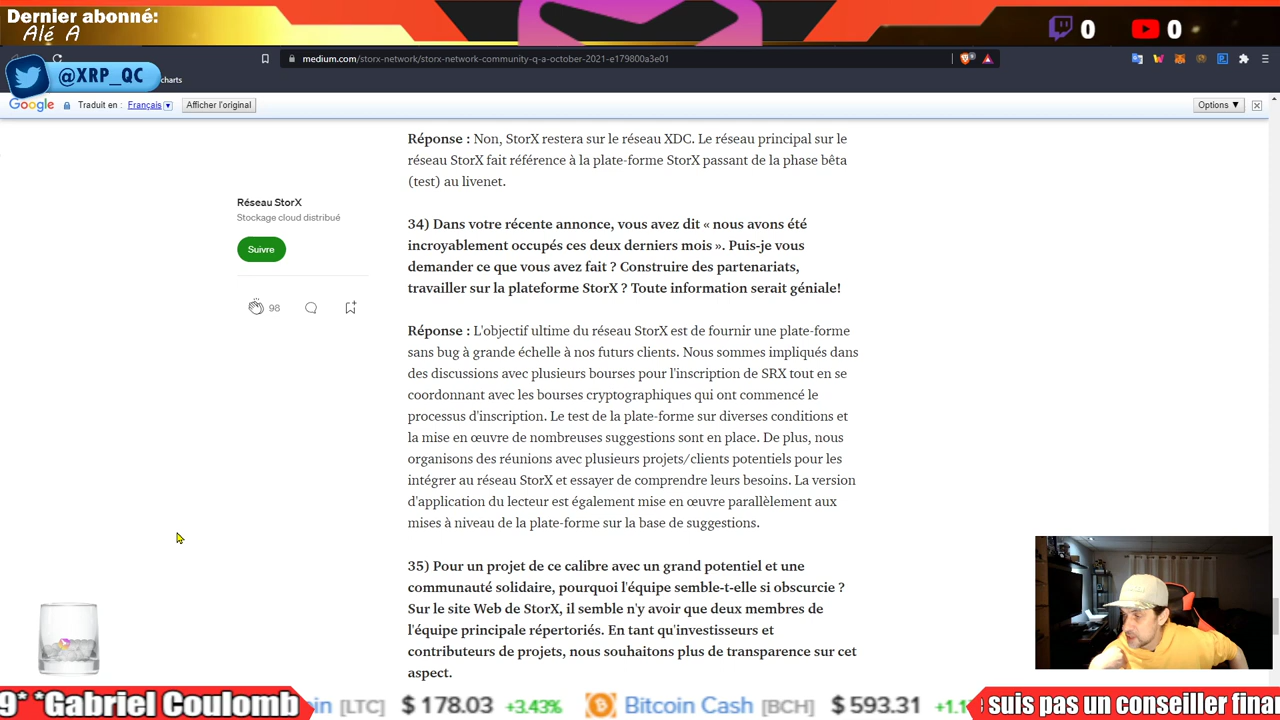 Dernier abonné:
Alé A
0
0
medium.com/storx-network/storx-network-community-q-a-october-2021-e179800a3e01
@XRP_QC
charts
Google
Traduit en : Français
Afficher l'original
Options ▼
Réponse : Non, StorX restera sur le réseau XDC. Le réseau principal sur le
réseau StorX fait référence à la plate-forme StorX passant de la phase bêta
(test) au livenet.
Réseau StorX
Stockage cloud distribué
Suivre
98
34) Dans votre récente annonce, vous avez dit « nous avons été
incroyablement occupés ces deux derniers mois ». Puis-je vous
demander ce que vous avez fait ? Construire des partenariats,
travailler sur la plateforme StorX ? Toute information serait géniale!
Réponse : L'objectif ultime du réseau StorX est de fournir une plate-forme
sans bug à grande échelle à nos futurs clients. Nous sommes impliqués dans
des discussions avec plusieurs bourses pour l'inscription de SRX tout en se
coordonnant avec les bourses cryptographiques qui ont commencé le
processus d'inscription. Le test de la plate-forme sur diverses conditions et
la mise en œuvre de nombreuses suggestions sont en place. De plus, nous
organisons des réunions avec plusieurs projets/clients potentiels pour les
intégrer au réseau StorX et essayer de comprendre leurs besoins. La version
d'application du lecteur est également mise en œuvre parallèlement aux
mises à niveau de la plate-forme sur la base de suggestions.
35) Pour un projet de ce calibre avec un grand potentiel et une
communauté solidaire, pourquoi l'équipe semble-t-elle si obscurcie ?
Sur le site Web de StorX, il semble n'y avoir que deux membres de
l'équipe principale répertoriés. En tant qu'investisseurs et
contributeurs de projets, nous souhaitons plus de transparence sur cet
aspect.
9* *Gabriel Coulomb
in [LTC] $ 178.03 +3.43% Bitcoin Cash [BCH] $ 593.31 +1.1
suis pas un conseiller finan